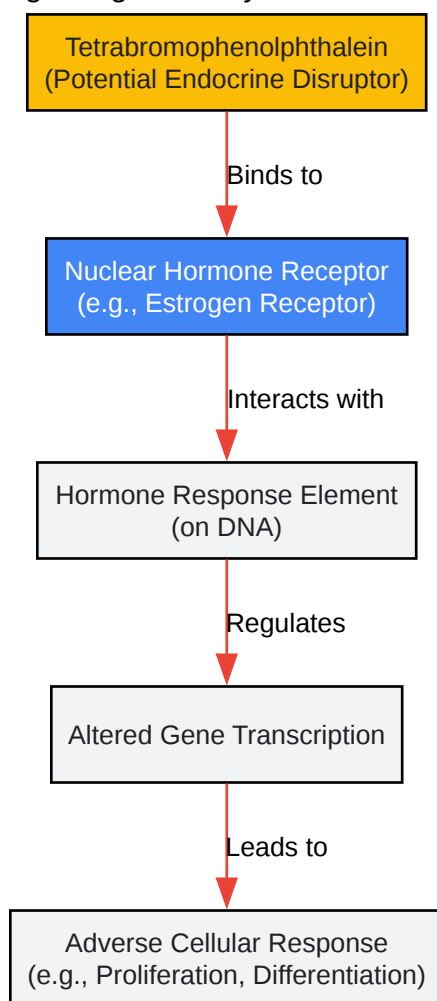 Tetrabromophenolphthalein
(Potential Endocrine Disruptor)
Binds to
Nuclear Hormone Receptor
(e.g., Estrogen Receptor)
Interacts with
Hormone Response Element
(on DNA)
Regulates
Altered Gene Transcription
Leads to
Adverse Cellular Response
(e.g., Proliferation, Differentiation)